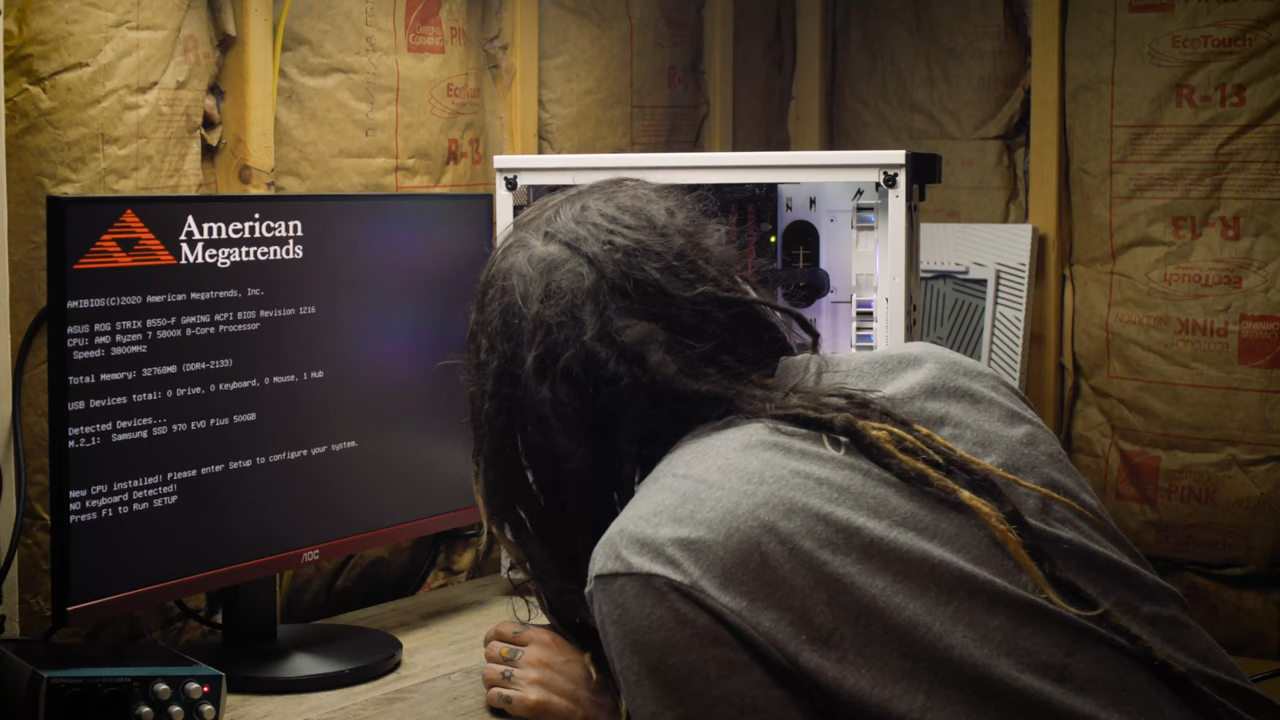 American
Megatrends
AMIBIOS(C)2020 American Megatrends, Inc.
ASUS ROG STRIX B550-F GAMING ACPI BIOS Revision 1216
CPU: AMD Ryzen 7 5800X 8-Core Processor
Speed: 3800MHz
Total Memory: 32768MB (DDR4-2133)
USB Devices total: 0 Drive, 0 Keyboard, 0 Mouse, 1 Hub
Detected Devices...
M.2_1: Samsung SSD 970 EVO Plus 500GB
New CPU installed! Please enter Setup to configure your system.
NO Keyboard Detected!
Press F1 to Run SETUP
AOC
OWENS
CORNING
PIN
EcoTou
R-13
EcoTouch
R-13
R-13
EcoTouch
PINK
PINK
EcoTouch